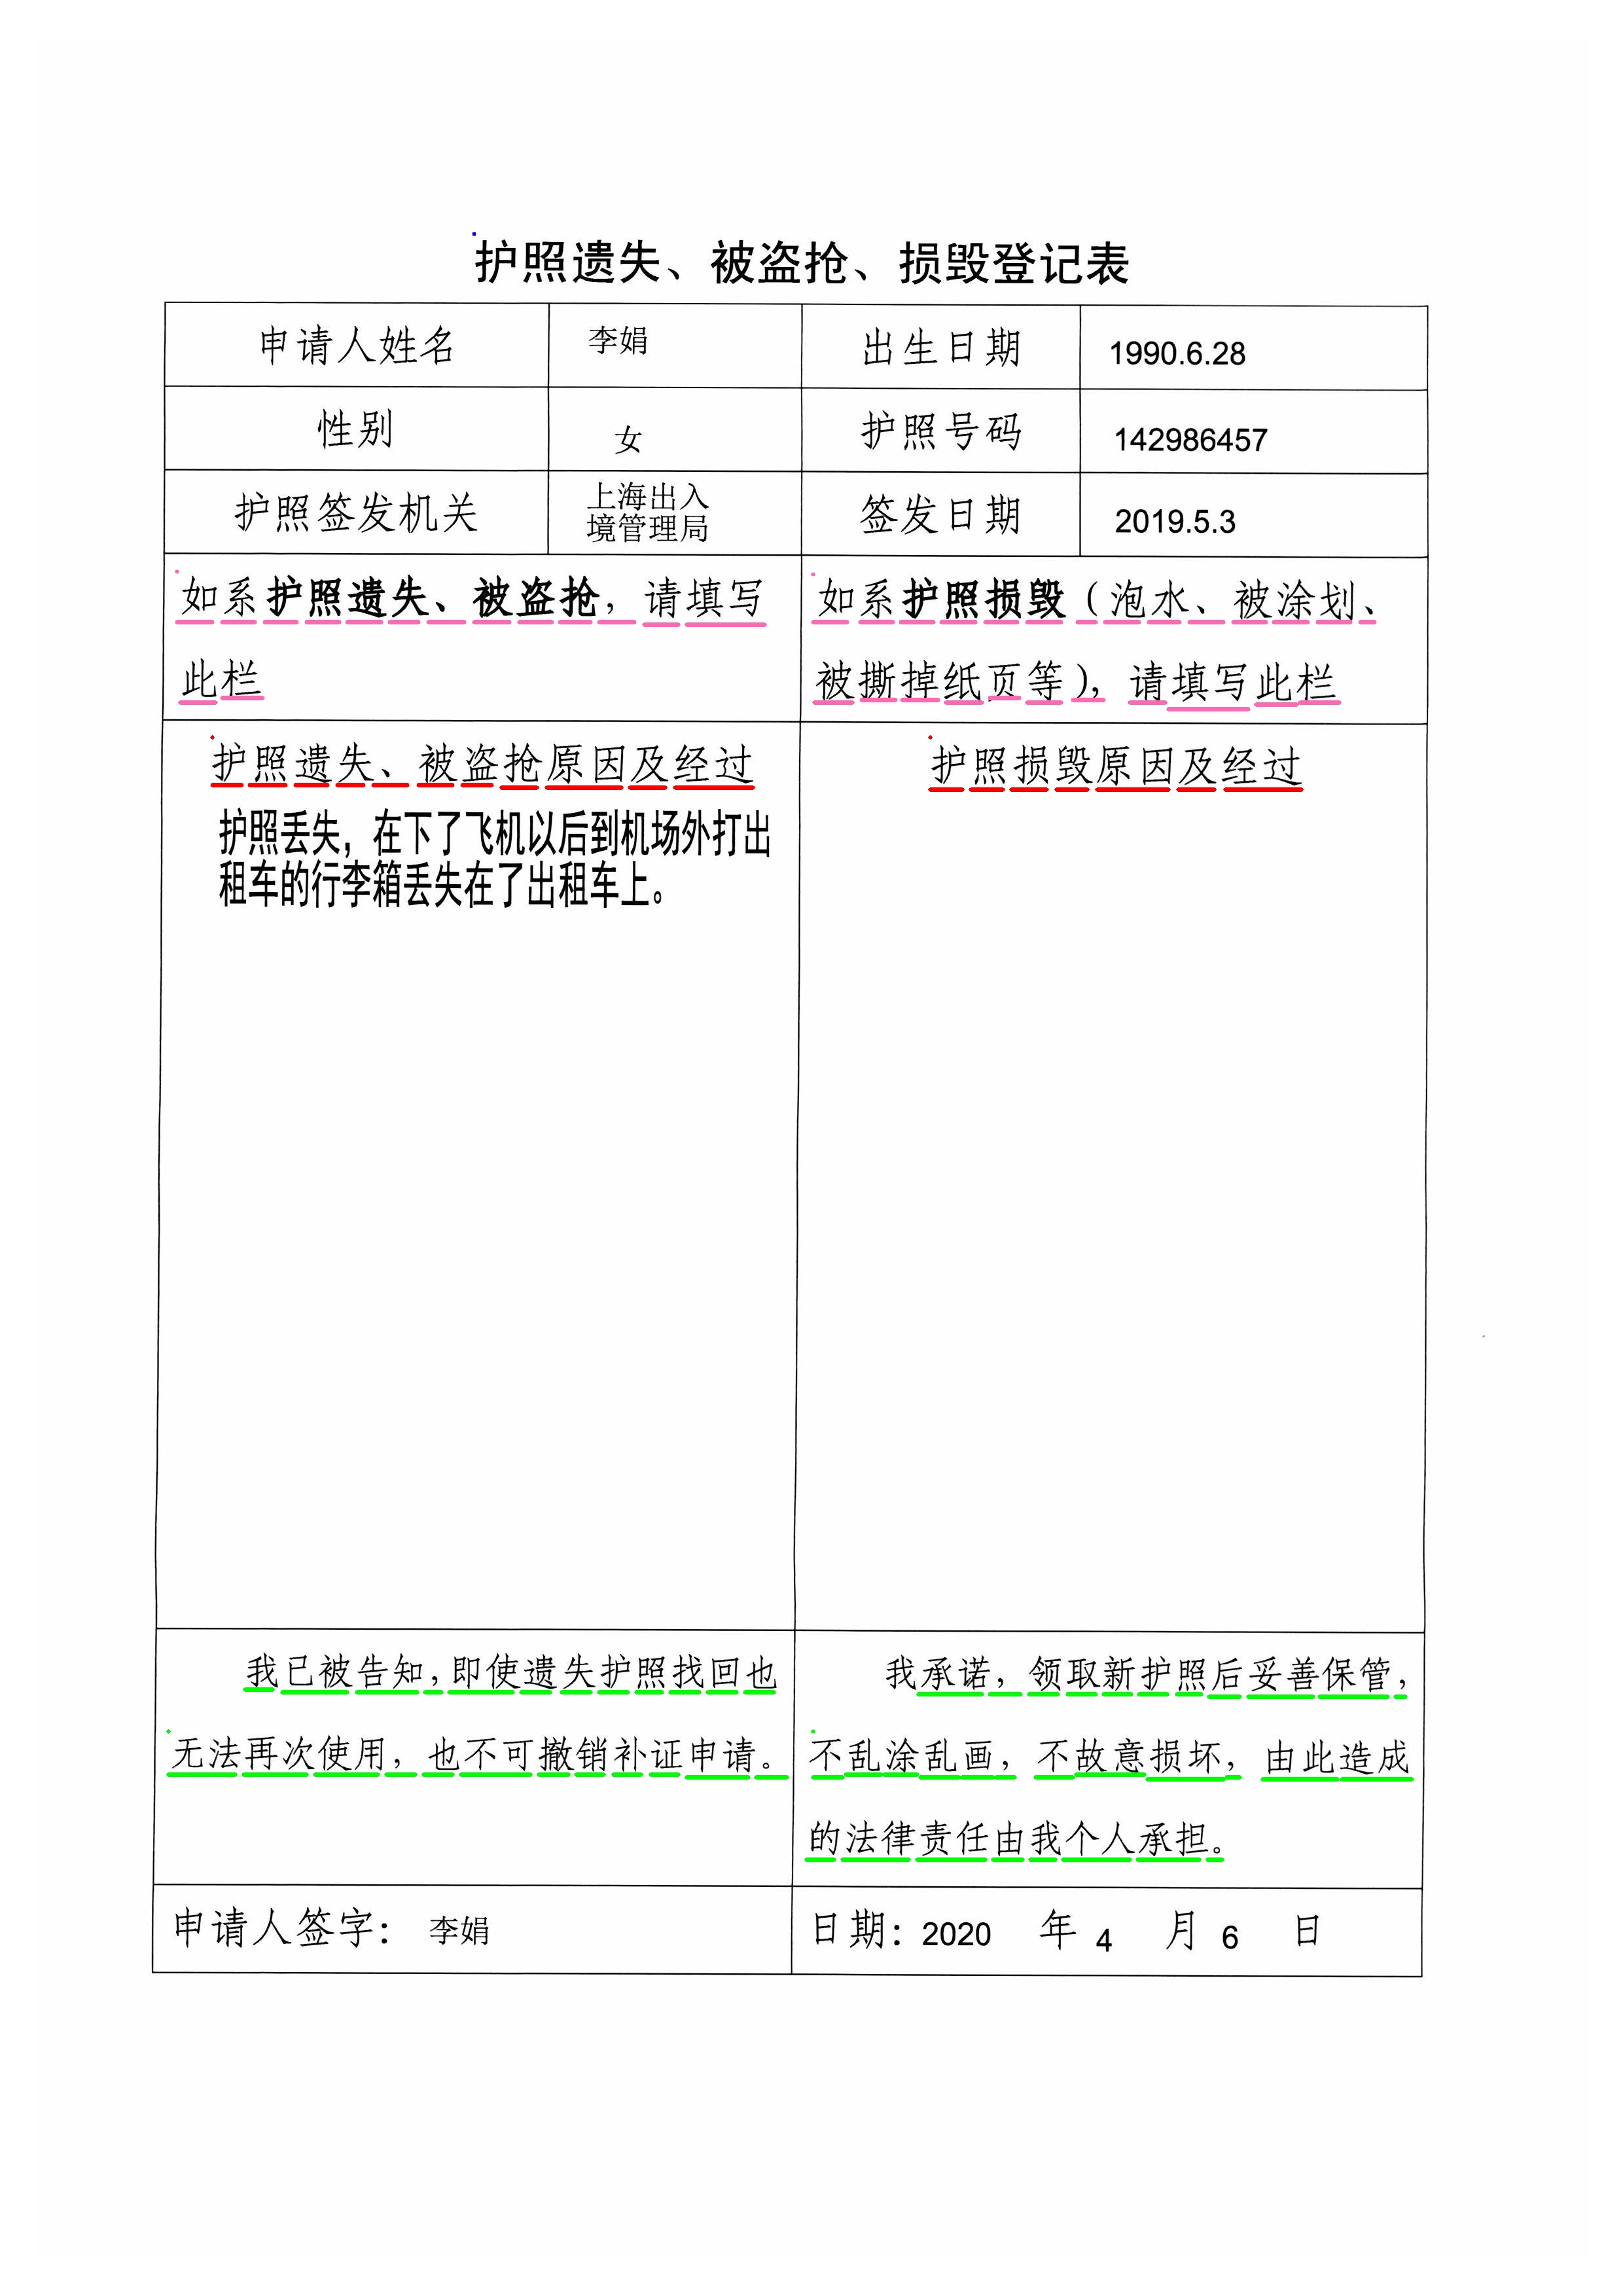 护照遗失、被盗抢、损毁登记表
申请人姓名 李娟 出生日期 1990.6.28
性别 女 护照号码 142986457
护照签发机关 上海出入
境管理局 签发日期 2019.5.3
如系护照遗失、被盗抢，请填写
此栏
如系护照损毁（泡水、被涂划、
被撕掉纸页等），请填写此栏
护照遗失、被盗抢原因及经过
护照丢失，在下了飞机以后到机场外打出
租车的行李箱丢失在了出租车上。
护照损毁原因及经过
我已被告知，即使遗失护照找回也
无法再次使用，也不可撤销补证申请。
我承诺，领取新护照后妥善保管，
不乱涂乱画，不故意损坏，由此造成
的法律责任由我个人承担。
申请人签字： 李娟
日期：2020 年 4 月 6 日